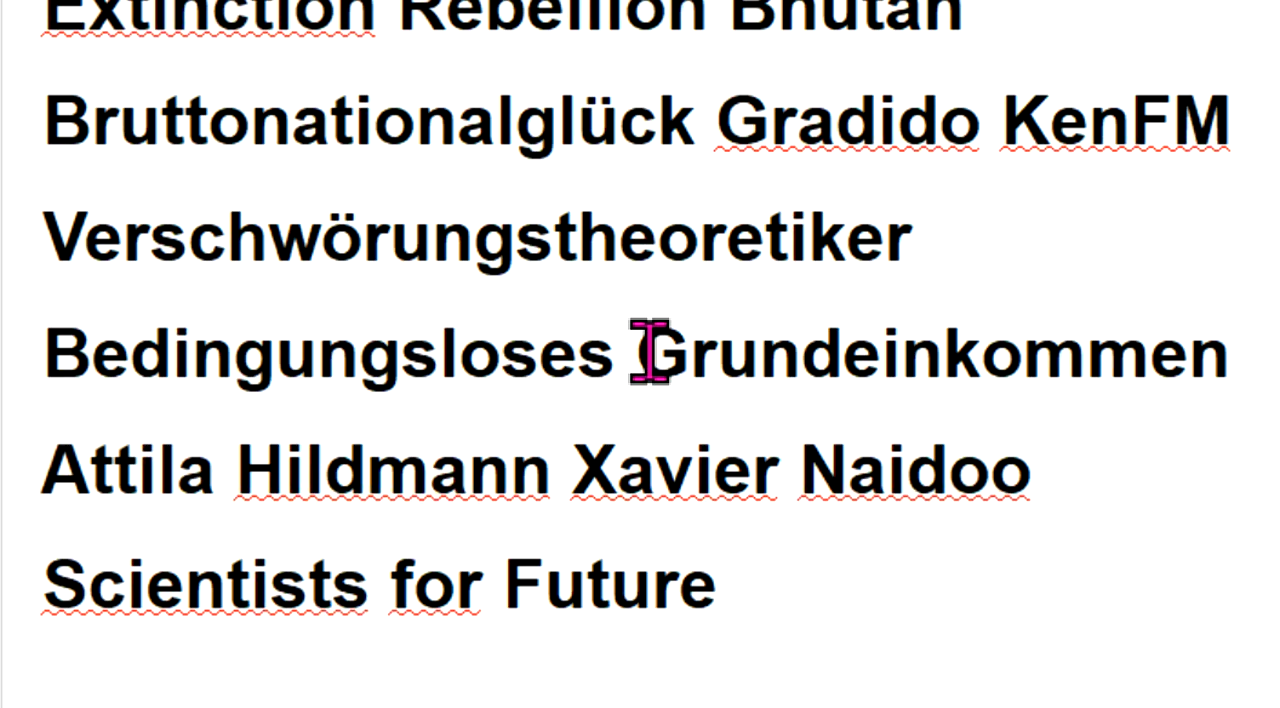 Extinction Rebellion Bhutan
Bruttonationalglück Gradido KenFM
Verschwörungstheoretiker
Bedingungsloses Grundeinkommen
Attila Hildmann Xavier Naidoo
Scientists for Future